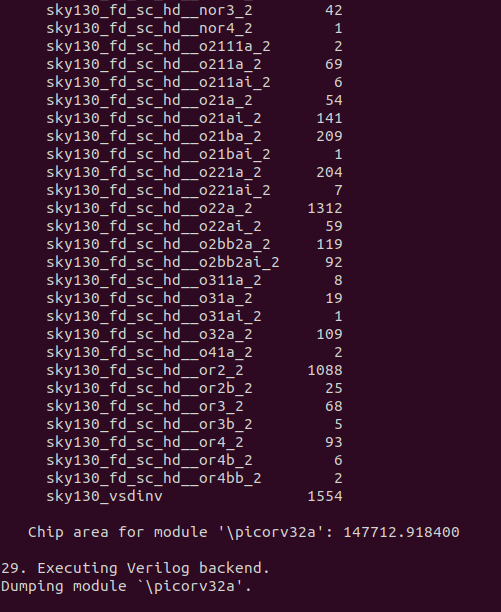 sky130_fd_sc_hd__nor3_2 42
sky130_fd_sc_hd__nor4_2 1
sky130_fd_sc_hd__o2111a_2 2
sky130_fd_sc_hd__o211a_2 69
sky130_fd_sc_hd__o211ai_2 6
sky130_fd_sc_hd__o21a_2 54
sky130_fd_sc_hd__o21ai_2 141
sky130_fd_sc_hd__o21ba_2 209
sky130_fd_sc_hd__o21bai_2 1
sky130_fd_sc_hd__o221a_2 204
sky130_fd_sc_hd__o221ai_2 7
sky130_fd_sc_hd__o22a_2 1312
sky130_fd_sc_hd__o22ai_2 59
sky130_fd_sc_hd__o2bb2a_2 119
sky130_fd_sc_hd__o2bb2ai_2 92
sky130_fd_sc_hd__o311a_2 8
sky130_fd_sc_hd__o31a_2 19
sky130_fd_sc_hd__o31ai_2 1
sky130_fd_sc_hd__o32a_2 109
sky130_fd_sc_hd__o41a_2 2
sky130_fd_sc_hd__or2_2 1088
sky130_fd_sc_hd__or2b_2 25
sky130_fd_sc_hd__or3_2 68
sky130_fd_sc_hd__or3b_2 5
sky130_fd_sc_hd__or4_2 93
sky130_fd_sc_hd__or4b_2 6
sky130_fd_sc_hd__or4bb_2 2
sky130_vsdinv 1554
Chip area for module '\picorv32a': 147712.918400
29. Executing Verilog backend.
Dumping module `\picorv32a'.